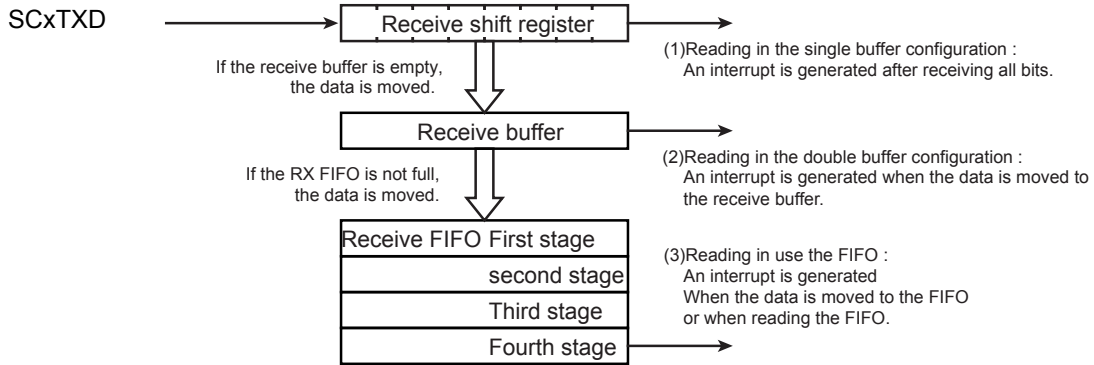 SCxTXD
Receive shift register
If the receive buffer is empty,
the data is moved.
(1)Reading in the single buffer configuration :
An interrupt is generated after receiving all bits.
Receive buffer
If the RX FIFO is not full,
the data is moved.
(2)Reading in the double buffer configuration :
An interrupt is generated when the data is moved to
the receive buffer.
Receive FIFO First stage
second stage
Third stage
Fourth stage
(3)Reading in use the FIFO :
An interrupt is generated
When the data is moved to the FIFO
or when reading the FIFO.